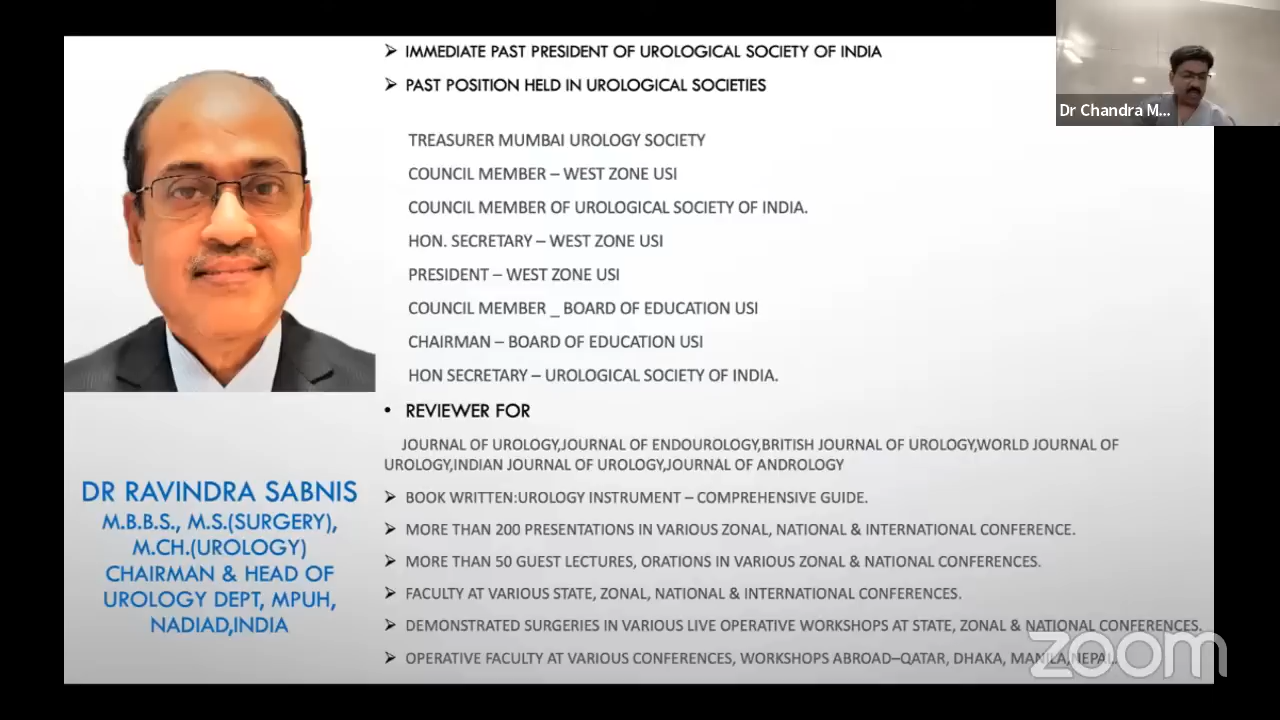 ➢ IMMEDIATE PAST PRESIDENT OF UROLOGICAL SOCIETY OF INDIA
➢ PAST POSITION HELD IN UROLOGICAL SOCIETIES
TREASURER MUMBAI UROLOGY SOCIETY
COUNCIL MEMBER – WEST ZONE USI
COUNCIL MEMBER OF UROLOGICAL SOCIETY OF INDIA.
HON. SECRETARY – WEST ZONE USI
PRESIDENT – WEST ZONE USI
COUNCIL MEMBER _ BOARD OF EDUCATION USI
CHAIRMAN – BOARD OF EDUCATION USI
HON SECRETARY – UROLOGICAL SOCIETY OF INDIA.
• REVIEWER FOR
JOURNAL OF UROLOGY,JOURNAL OF ENDOUROLOGY,BRITISH JOURNAL OF UROLOGY,WORLD JOURNAL OF
UROLOGY,INDIAN JOURNAL OF UROLOGY,JOURNAL OF ANDROLOGY
➢ BOOK WRITTEN:UROLOGY INSTRUMENT – COMPREHENSIVE GUIDE.
➢ MORE THAN 200 PRESENTATIONS IN VARIOUS ZONAL, NATIONAL & INTERNATIONAL CONFERENCE.
➢ MORE THAN 50 GUEST LECTURES, ORATIONS IN VARIOUS ZONAL & NATIONAL CONFERENCES.
➢ FACULTY AT VARIOUS STATE, ZONAL, NATIONAL & INTERNATIONAL CONFERENCES.
➢ DEMONSTRATED SURGERIES IN VARIOUS LIVE OPERATIVE WORKSHOPS AT STATE, ZONAL & NATIONAL CONFERENCES.
➢ OPERATIVE FACULTY AT VARIOUS CONFERENCES, WORKSHOPS ABROAD–QATAR, DHAKA, MANILA,NEPAL.
DR RAVINDRA SABNIS
M.B.B.S., M.S.(SURGERY),
M.CH.(UROLOGY)
CHAIRMAN & HEAD OF
UROLOGY DEPT, MPUH,
NADIAD,INDIA
Dr Chandra M...
zoom